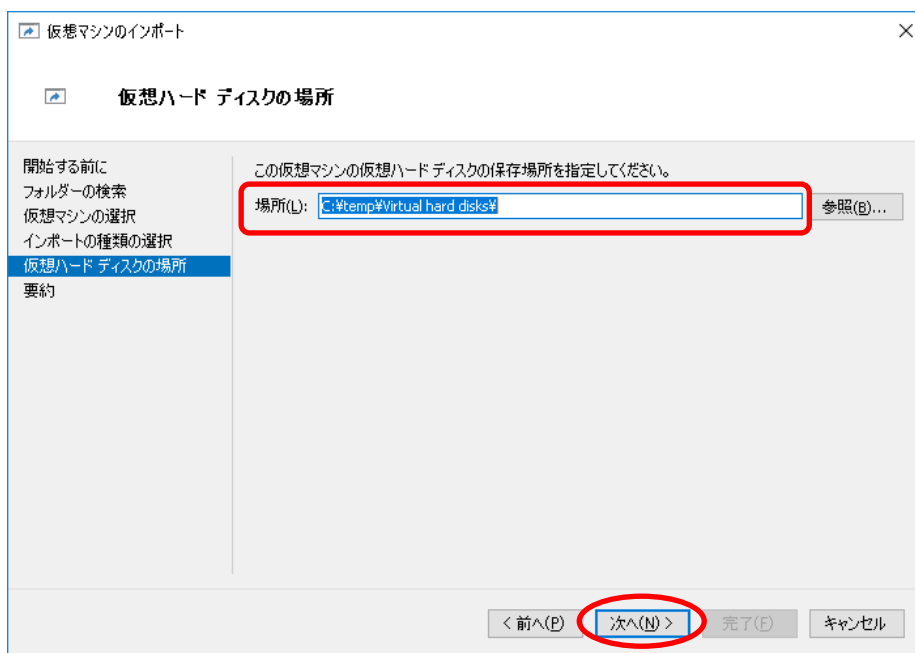 仮想マシンのインポート
仮想ハード ディスクの場所
開始する前に
フォルダーの検索
仮想マシンの選択
インポートの種類の選択
仮想ハード ディスクの場所
要約
この仮想マシンの仮想ハード ディスクの保存場所を指定してください。
場所(L): C:¥temp¥Virtual hard disks¥ 参照(B)...
< 前へ(P) 次へ(N) > 完了(F) キャンセル